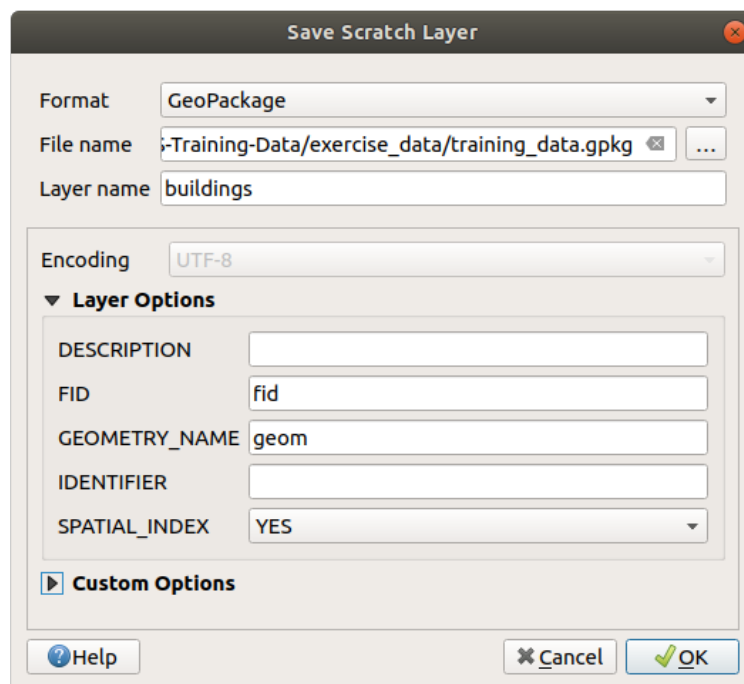 Save Scratch Layer
Format GeoPackage
File name -Training-Data/exercise_data/training_data.gpkg ...
Layer name buildings
Encoding UTF-8
Layer Options
DESCRIPTION
FID fid
GEOMETRY_NAME geom
IDENTIFIER
SPATIAL_INDEX YES
Custom Options
Help Cancel OK